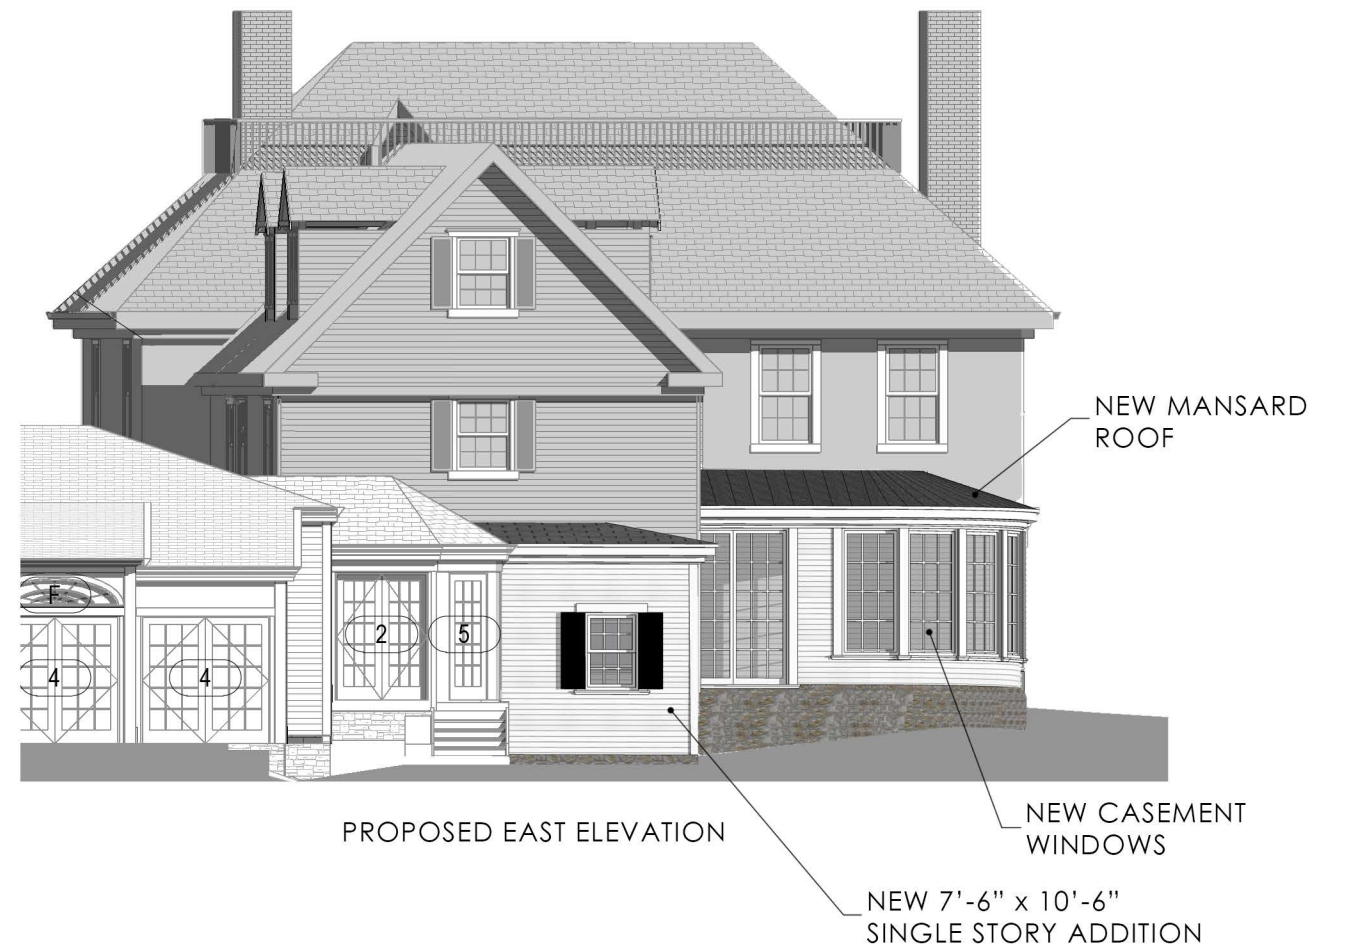 NEW MANSARD
ROOF
F
2
5
4
4
PROPOSED EAST ELEVATION
NEW CASEMENT
WINDOWS
NEW 7’-6” x 10’-6”
SINGLE STORY ADDITION